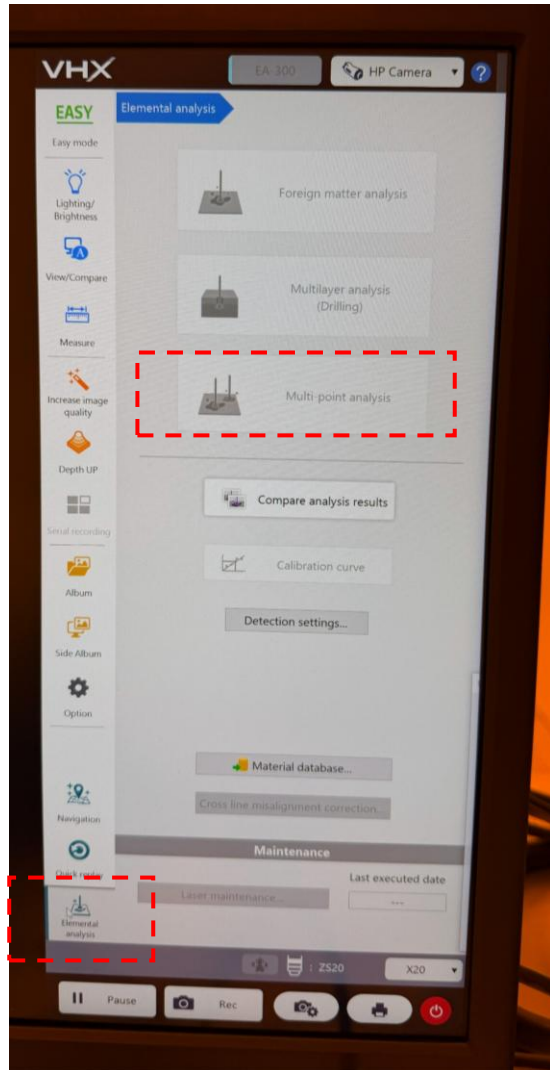 VHX
EA-300
HP Camera
?
EASY
Easy mode
Elemental analysis
Lighting/
Brightness
Foreign matter analysis
View/Compare
A
Multilayer analysis
(Drilling)
Measure
Increase image
quality
Multi-point analysis
Depth UP
Compare analysis results
Serial recording
Calibration curve
Album
Detection settings...
Side Album
Option
Material database...
Cross line misalignment correction...
Navigation
Maintenance
Quick router
Last executed date
Laser maintenance...
---
Elemental
analysis
: ZS20
X20
Pause
Rec